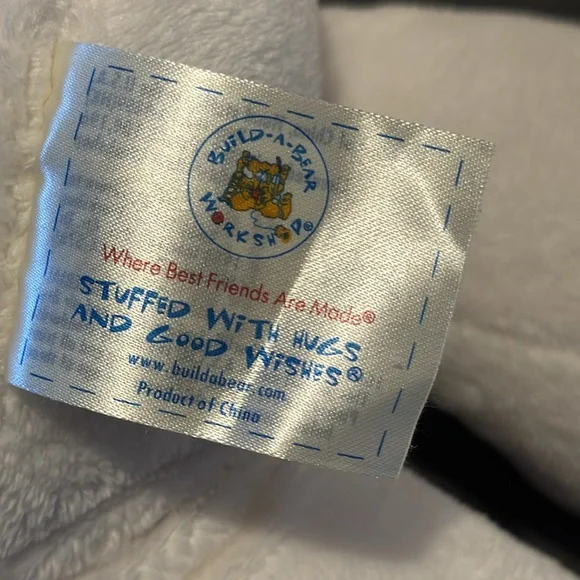 BUILD-A-BEAR
WORKSHOP®
Where Best Friends Are Made®
STUFFED WITH HUGS
AND GOOD WISHES®
www.buildabear.com
Product of China